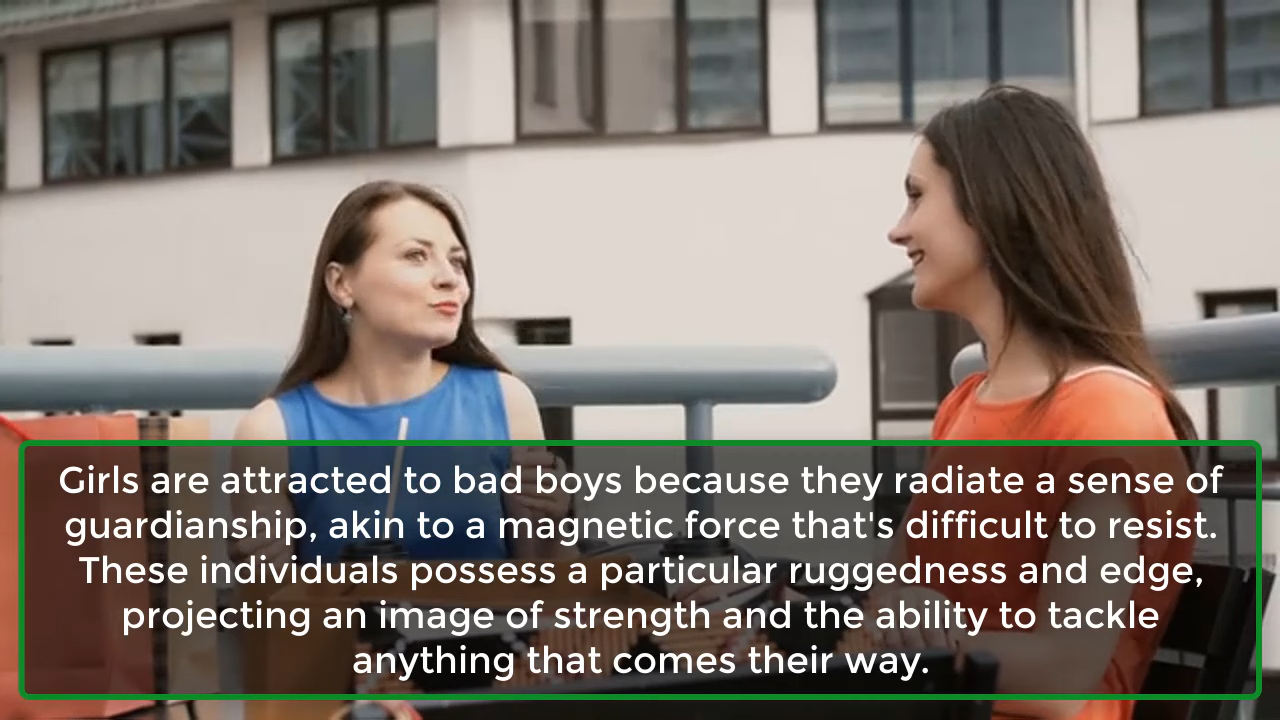 Girls are attracted to bad boys because they radiate a sense of
guardianship, akin to a magnetic force that's difficult to resist.
These individuals possess a particular ruggedness and edge,
projecting an image of strength and the ability to tackle
anything that comes their way.